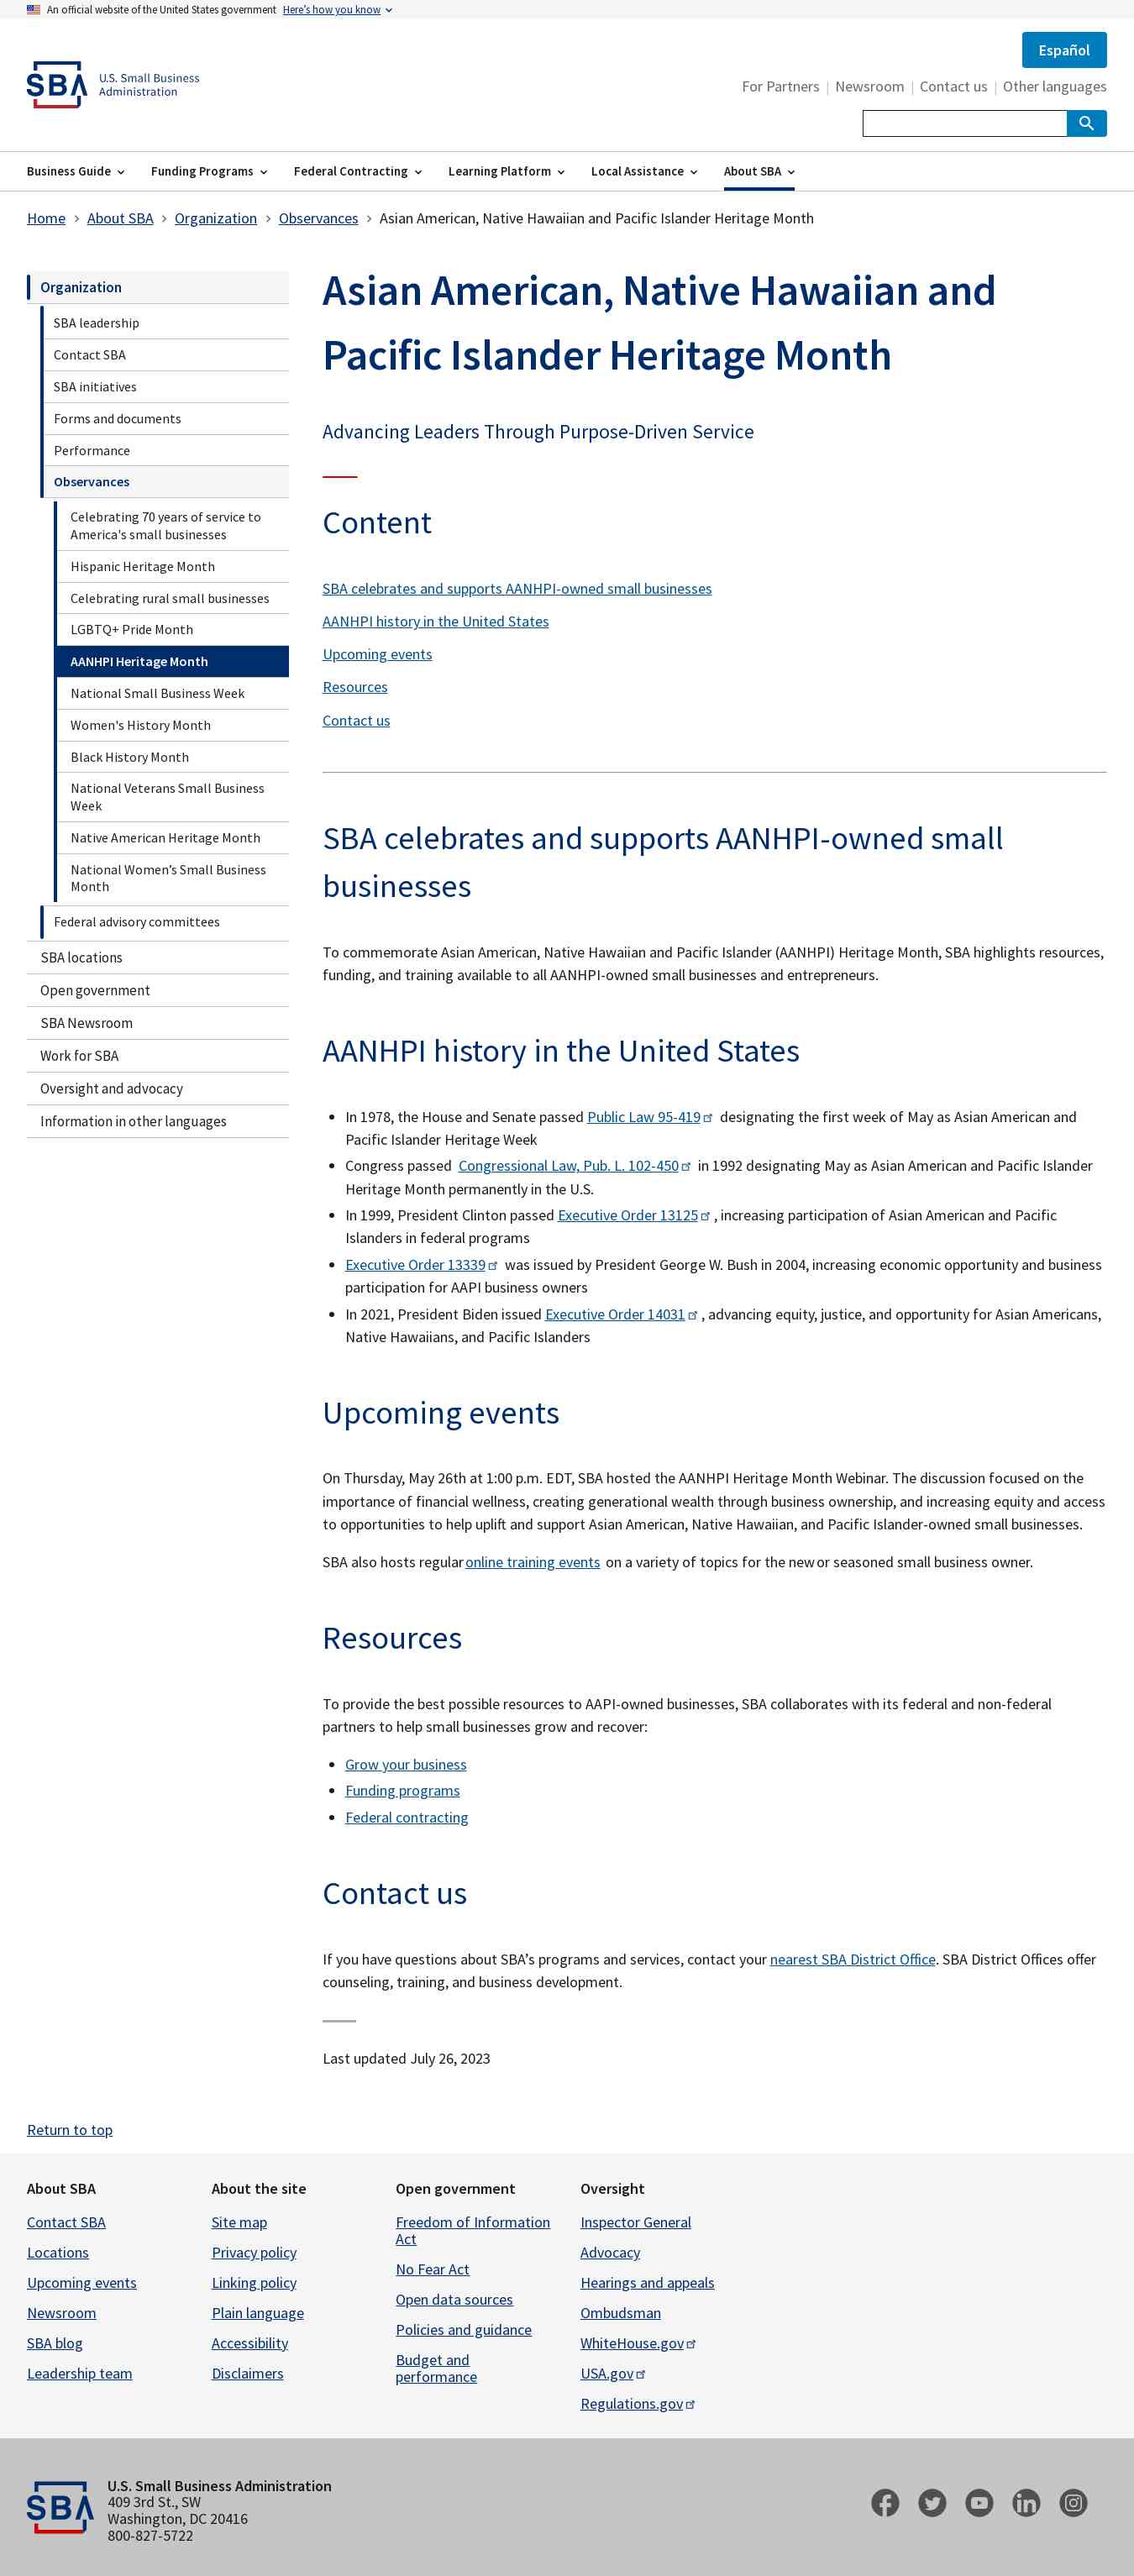 An official website of the United States government Here's how you know
Español
SBA U.S. Small Business
Administration
For Partners | Newsroom | Contact us | Other languages
Business Guide Funding Programs Federal Contracting Learning Platform Local Assistance About SBA
Home > About SBA > Organization > Observances > Asian American, Native Hawaiian and Pacific Islander Heritage Month
Organization
SBA leadership
Contact SBA
SBA initiatives
Forms and documents
Performance
Observances
Celebrating 70 years of service to
America's small businesses
Hispanic Heritage Month
Celebrating rural small businesses
LGBTQ+ Pride Month
AANHPI Heritage Month
National Small Business Week
Women's History Month
Black History Month
National Veterans Small Business
Week
Native American Heritage Month
National Women’s Small Business
Month
Federal advisory committees
SBA locations
Open government
SBA Newsroom
Work for SBA
Oversight and advocacy
Information in other languages
Asian American, Native Hawaiian and
Pacific Islander Heritage Month
Advancing Leaders Through Purpose-Driven Service
Content
SBA celebrates and supports AANHPI-owned small businesses
AANHPI history in the United States
Upcoming events
Resources
Contact us
SBA celebrates and supports AANHPI-owned small
businesses
To commemorate Asian American, Native Hawaiian and Pacific Islander (AANHPI) Heritage Month, SBA highlights resources,
funding, and training available to all AANHPI-owned small businesses and entrepreneurs.
AANHPI history in the United States
• In 1978, the House and Senate passed Public Law 95-419 designating the first week of May as Asian American and
Pacific Islander Heritage Week
• Congress passed Congressional Law, Pub. L. 102-450 in 1992 designating May as Asian American and Pacific Islander
Heritage Month permanently in the U.S.
• In 1999, President Clinton passed Executive Order 13125 , increasing participation of Asian American and Pacific
Islanders in federal programs
• Executive Order 13339 was issued by President George W. Bush in 2004, increasing economic opportunity and business
participation for AAPI business owners
• In 2021, President Biden issued Executive Order 14031 , advancing equity, justice, and opportunity for Asian Americans,
Native Hawaiians, and Pacific Islanders
Upcoming events
On Thursday, May 26th at 1:00 p.m. EDT, SBA hosted the AANHPI Heritage Month Webinar. The discussion focused on the
importance of financial wellness, creating generational wealth through business ownership, and increasing equity and access
to opportunities to help uplift and support Asian American, Native Hawaiian, and Pacific Islander-owned small businesses.
SBA also hosts regular online training events on a variety of topics for the new or seasoned small business owner.
Resources
To provide the best possible resources to AAPI-owned businesses, SBA collaborates with its federal and non-federal
partners to help small businesses grow and recover:
• Grow your business
• Funding programs
• Federal contracting
Contact us
If you have questions about SBA’s programs and services, contact your nearest SBA District Office. SBA District Offices offer
counseling, training, and business development.
Last updated July 26, 2023
Return to top
About SBA
Contact SBA
Locations
Upcoming events
Newsroom
SBA blog
Leadership team
About the site
Site map
Privacy policy
Linking policy
Plain language
Accessibility
Disclaimers
Open government
Freedom of Information
Act
No Fear Act
Open data sources
Policies and guidance
Budget and
performance
Oversight
Inspector General
Advocacy
Hearings and appeals
Ombudsman
WhiteHouse.gov
USA.gov
Regulations.gov
SBA
U.S. Small Business Administration
409 3rd St., SW
Washington, DC 20416
800-827-5722